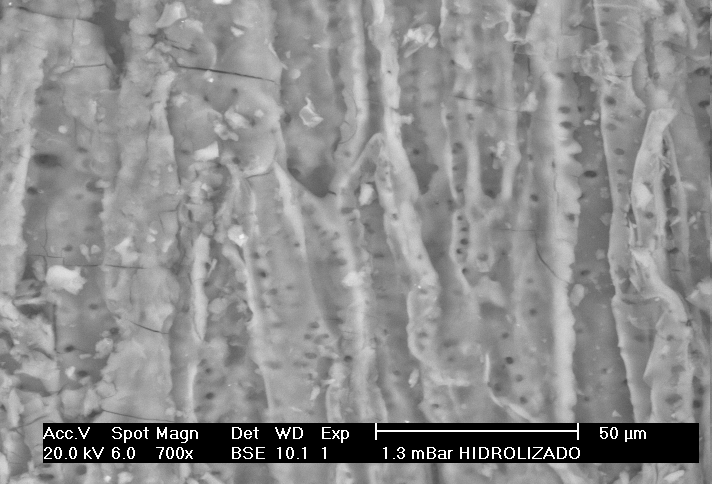 Acc.V Spot Magn Det WD Exp 50 µm
20.0 kV 6.0 700x BSE 10.1 1 1.3 mBar HIDROLIZADO